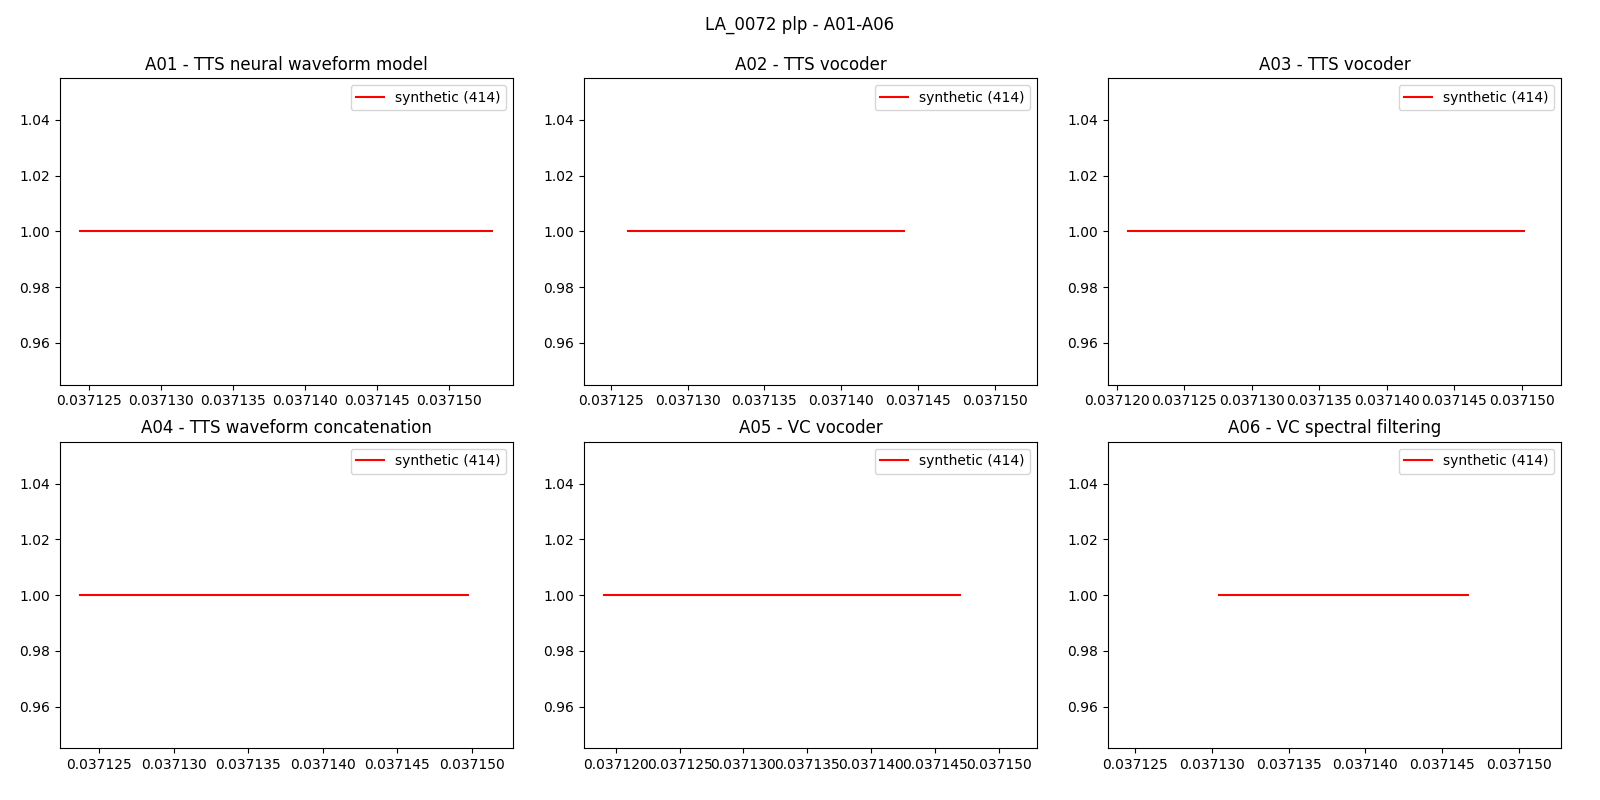 LA_0072 plp - A01-A06
A01 - TTS neural waveform model
A02 - TTS vocoder
A03 - TTS vocoder
synthetic (414)
synthetic (414)
synthetic (414)
1.04
1.02
1.00
0.98
0.96
1.04
1.02
1.00
0.98
0.96
1.04
1.02
1.00
0.98
0.96
0.037125 0.037130 0.037135 0.037140 0.037145 0.037150
0.037125 0.037130 0.037135 0.037140 0.037145 0.037150
0.037120 0.037125 0.037130 0.037135 0.037140 0.037145 0.037150
A04 - TTS waveform concatenation
A05 - VC vocoder
A06 - VC spectral filtering
synthetic (414)
synthetic (414)
synthetic (414)
1.04
1.02
1.00
0.98
0.96
1.04
1.02
1.00
0.98
0.96
1.04
1.02
1.00
0.98
0.96
0.037125 0.037130 0.037135 0.037140 0.037145 0.037150
0.037120 0.037125 0.037130 0.037135 0.037140 0.037145 0.037150
0.037125 0.037130 0.037135 0.037140 0.037145 0.037150